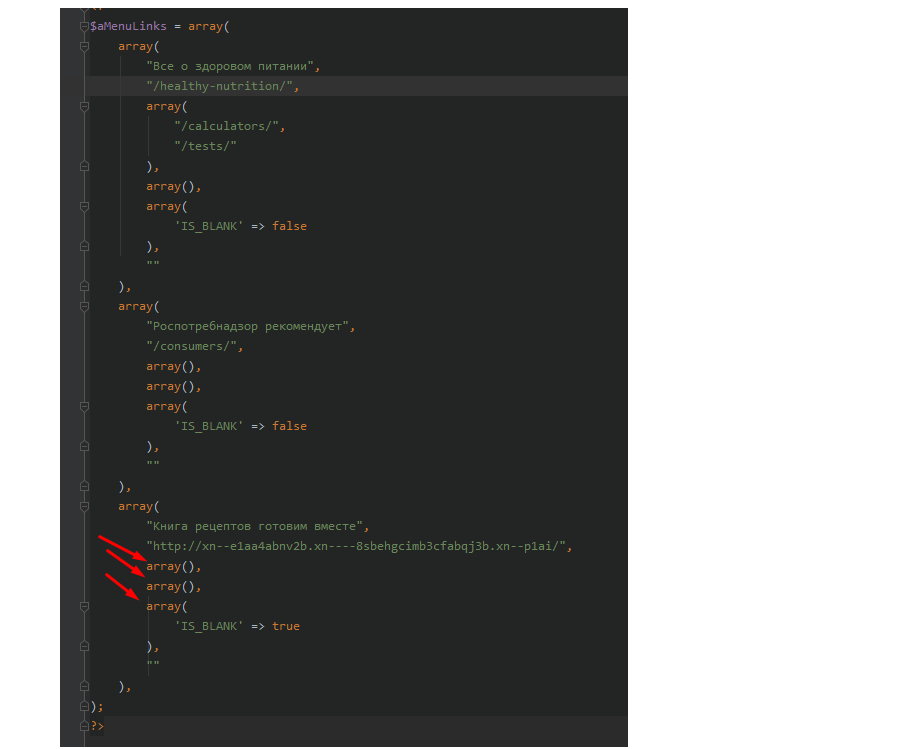 $aMenuLinks = array(
array(
"Все о здоровом питании",
"/healthy-nutrition/",
array(
"/calculators/",
"/tests/"
),
array(),
array(
'IS_BLANK' => false
),
""
),
array(
"Роспотребнадзор рекомендует",
"/consumers/",
array(),
array(),
array(
'IS_BLANK' => false
),
""
),
array(
"Книга рецептов готовим вместе",
"http://xn--e1aa4abnv2b.xn----8sbehgcimb3cfabqj3b.xn--p1ai/",
array(),
array(),
array(
'IS_BLANK' => true
),
""
),
);
?>